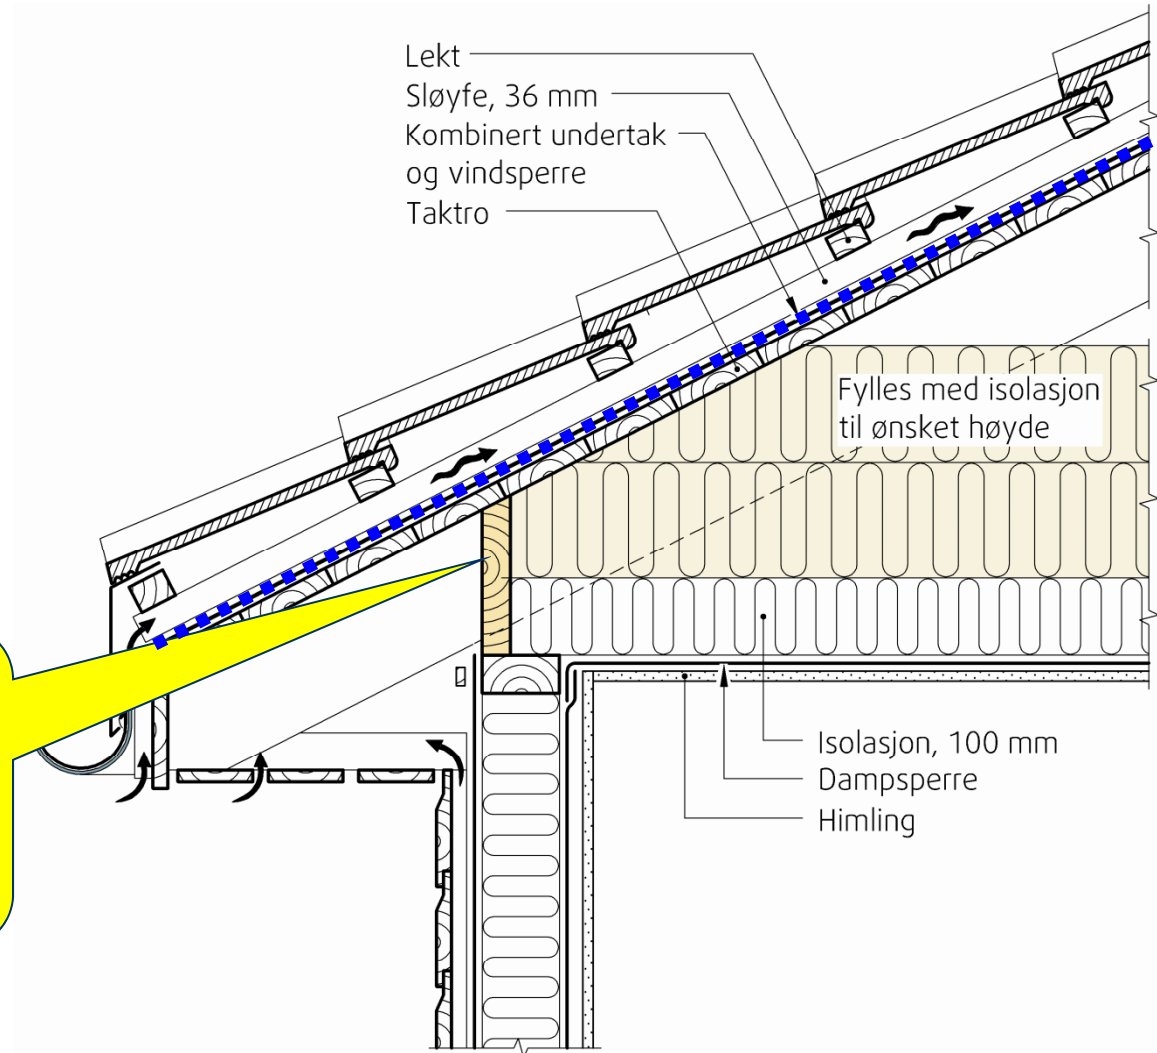 Lekt
Sløyfe, 36 mm
Kombinert undertak
og vindsperre
Taktro
Fylles med isolasjon
til ønsket høyde
Isolasjon, 100 mm
Dampsperre
Himling